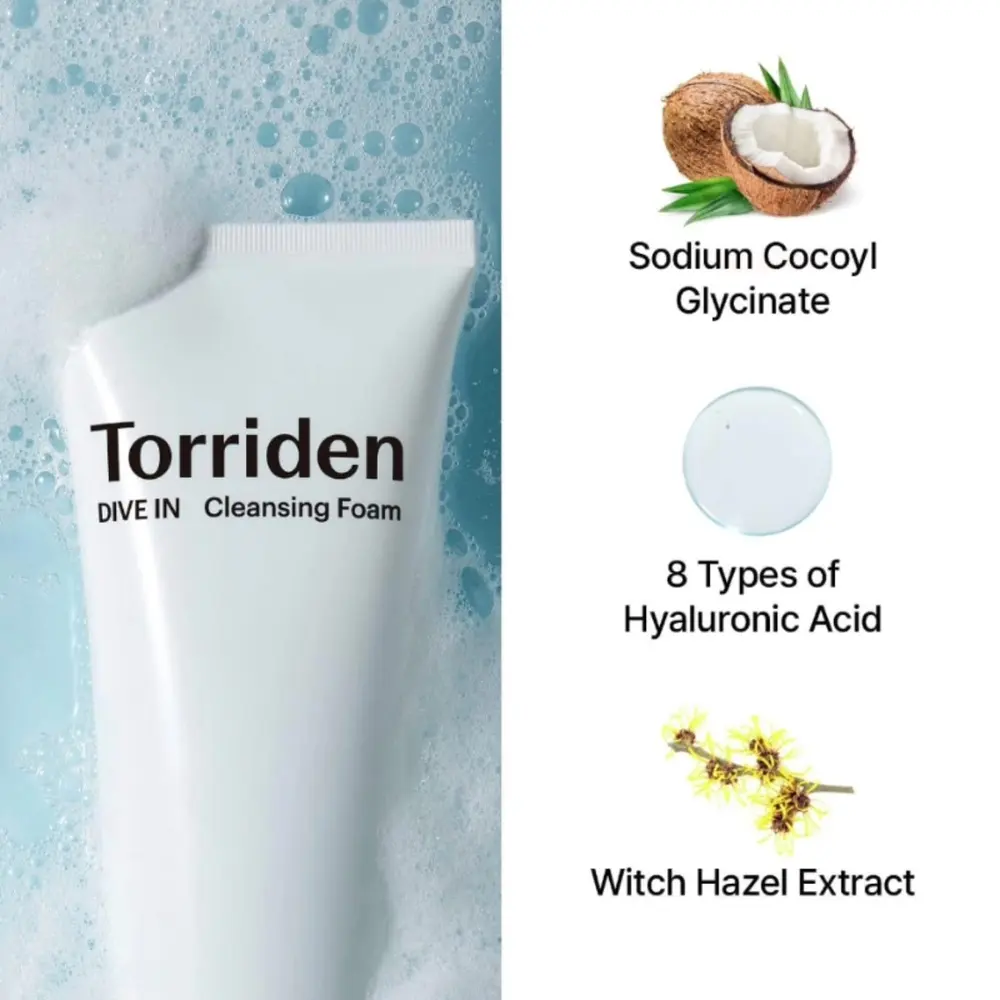 Torriden
DIVE IN Cleansing Foam
Sodium Cocoyl
Glycinate
8 Types of
Hyaluronic Acid
Witch Hazel Extract